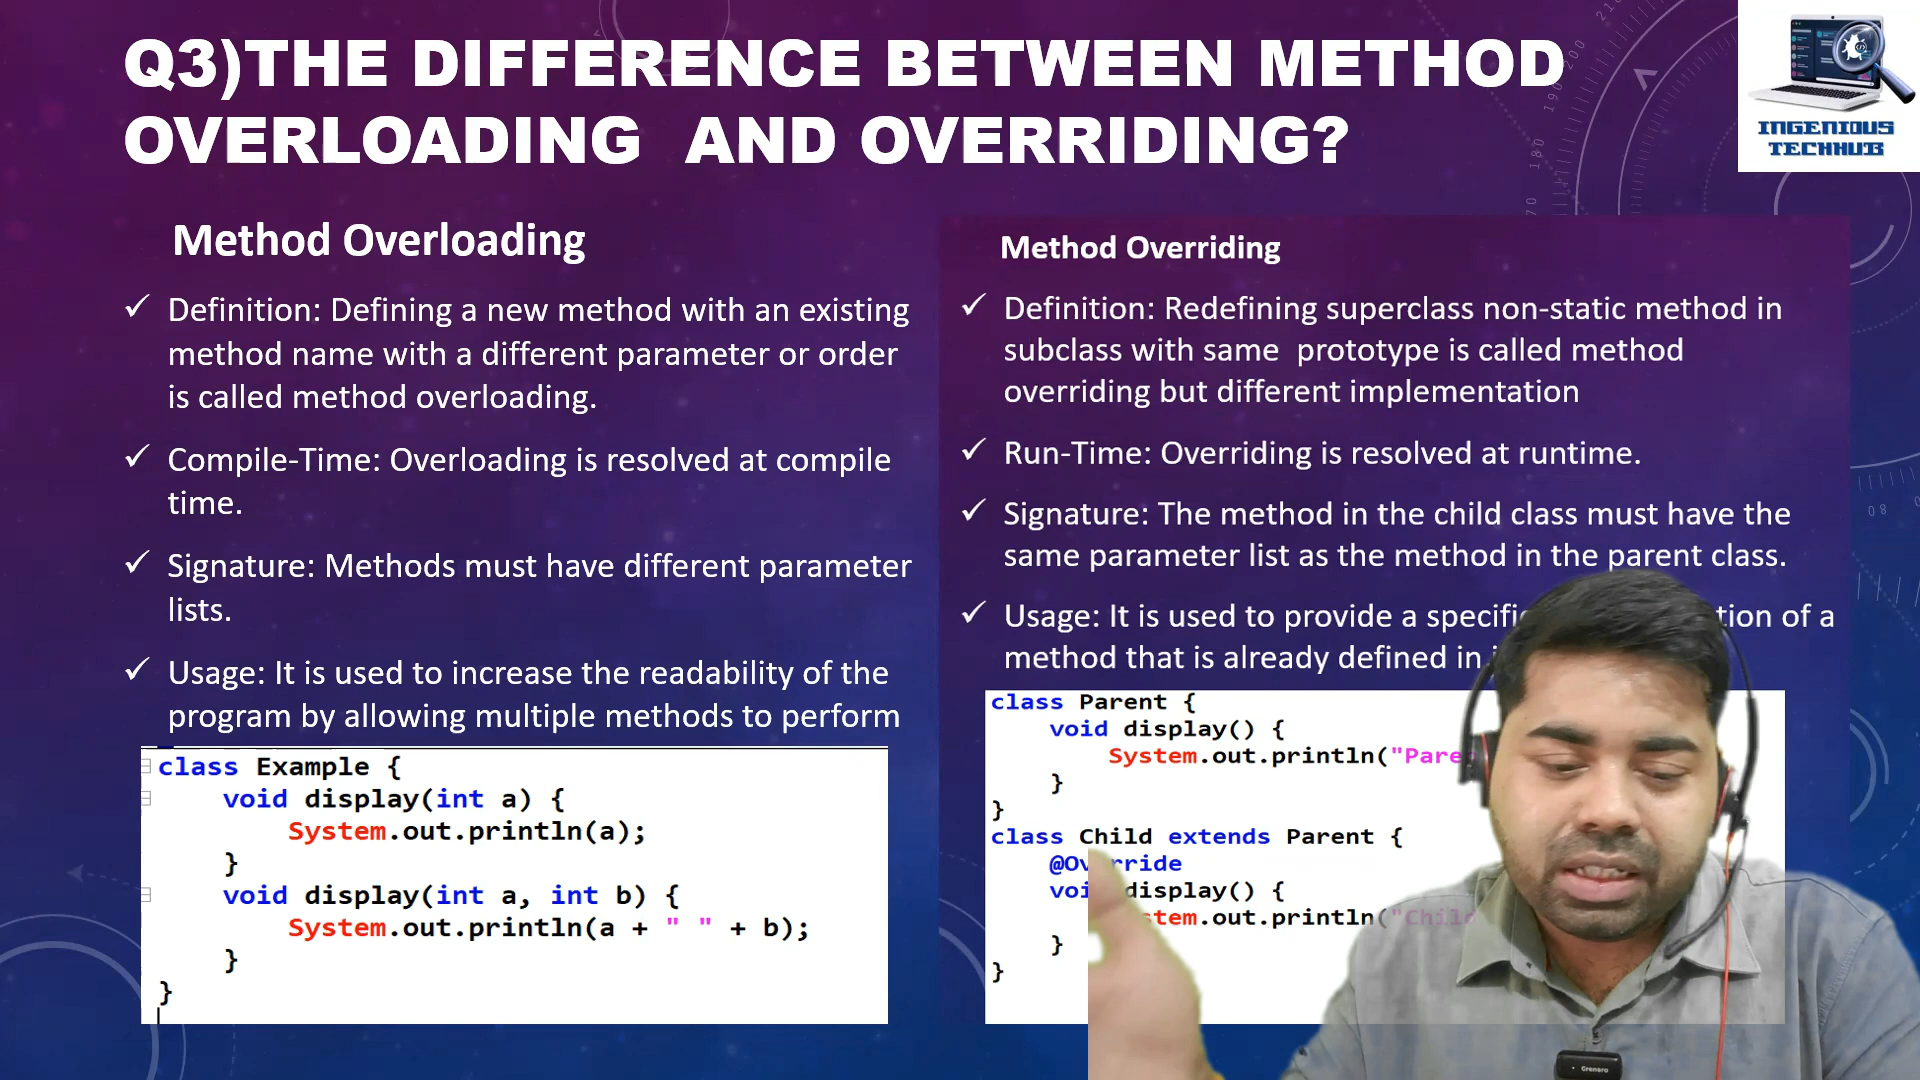 Q3)THE DIFFERENCE BETWEEN METHOD
OVERLOADING AND OVERRIDING?
INGENIOUS
TECHHUB
Method Overloading
✓ Definition: Defining a new method with an existing
method name with a different parameter or order
is called method overloading.
✓ Compile-Time: Overloading is resolved at compile
time.
✓ Signature: Methods must have different parameter
lists.
✓ Usage: It is used to increase the readability of the
program by allowing multiple methods to perform
class Example {
void display(int a) {
System.out.println(a);
}
void display(int a, int b) {
System.out.println(a + " " + b);
}
}
Method Overriding
✓ Definition: Redefining superclass non-static method in
subclass with same prototype is called method
overriding but different implementation
✓ Run-Time: Overriding is resolved at runtime.
✓ Signature: The method in the child class must have the
same parameter list as the method in the parent class.
✓ Usage: It is used to provide a of a
method that is already defined in
class Parent {
void display() {
System.out.println("
}
}
class Child extends Parent {
display() {
.out.println("
}
}